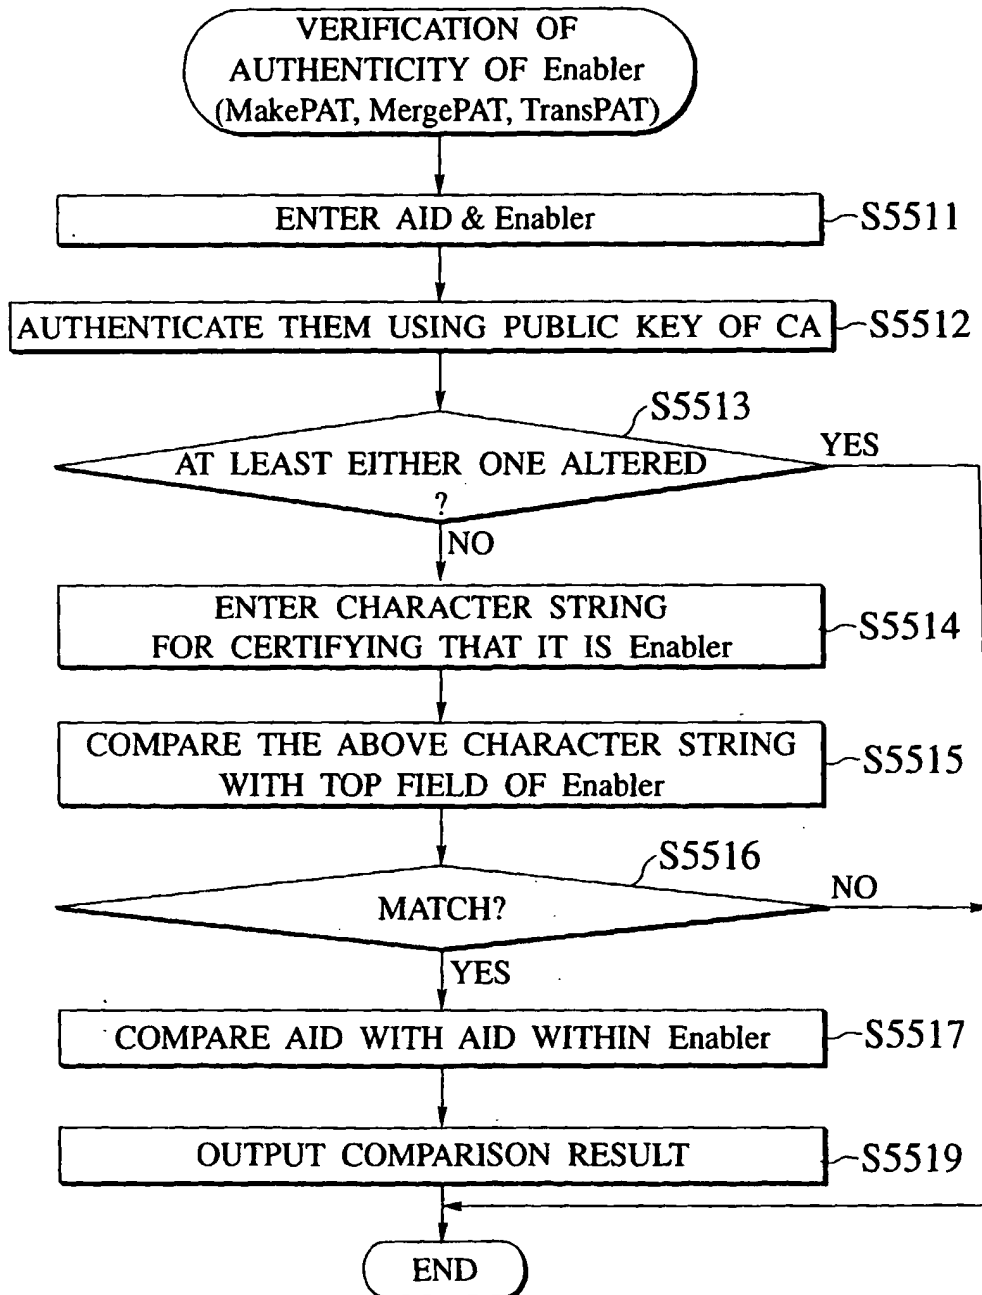 VERIFICATION OF
AUTHENTICITY OF Enabler
(MakePAT, MergePAT, TransPAT)
ENTER AID & Enabler
S5511
AUTHENTICATE THEM USING PUBLIC KEY OF CA
S5512
S5513
AT LEAST EITHER ONE ALTERED
?
YES
NO
ENTER CHARACTER STRING
FOR CERTIFYING THAT IT IS Enabler
S5514
COMPARE THE ABOVE CHARACTER STRING
WITH TOP FIELD OF Enabler
S5515
S5516
MATCH?
NO
YES
COMPARE AID WITH AID WITHIN Enabler
S5517
OUTPUT COMPARISON RESULT
S5519
END